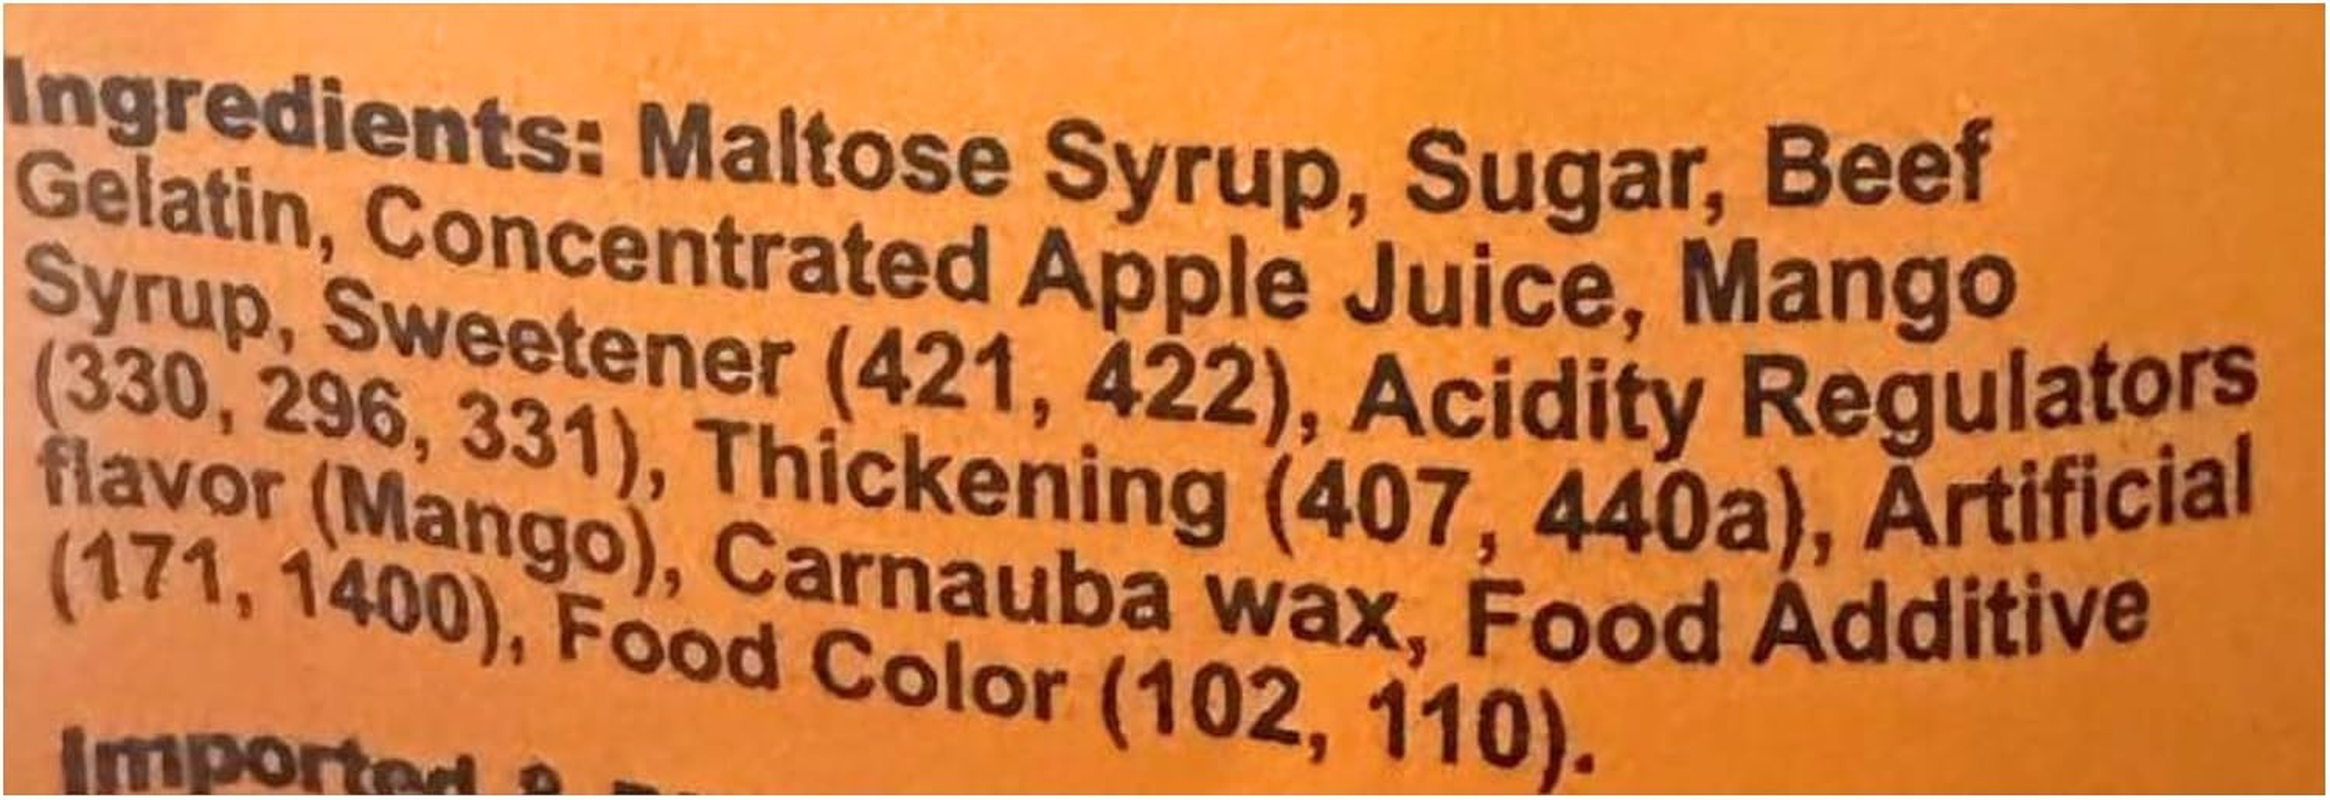 Ingredients: Maltose Syrup, Sugar, Beef
Gelatin, Concentrated Apple Juice, Mango
Syrup, Sweetener (421, 422), Acidity Regulators
(330, 296, 331), Thickening (407, 440a), Artificial
flavor (Mango), Carnauba wax, Food Additive
(171, 1400), Food Color (102, 110).
Imported &